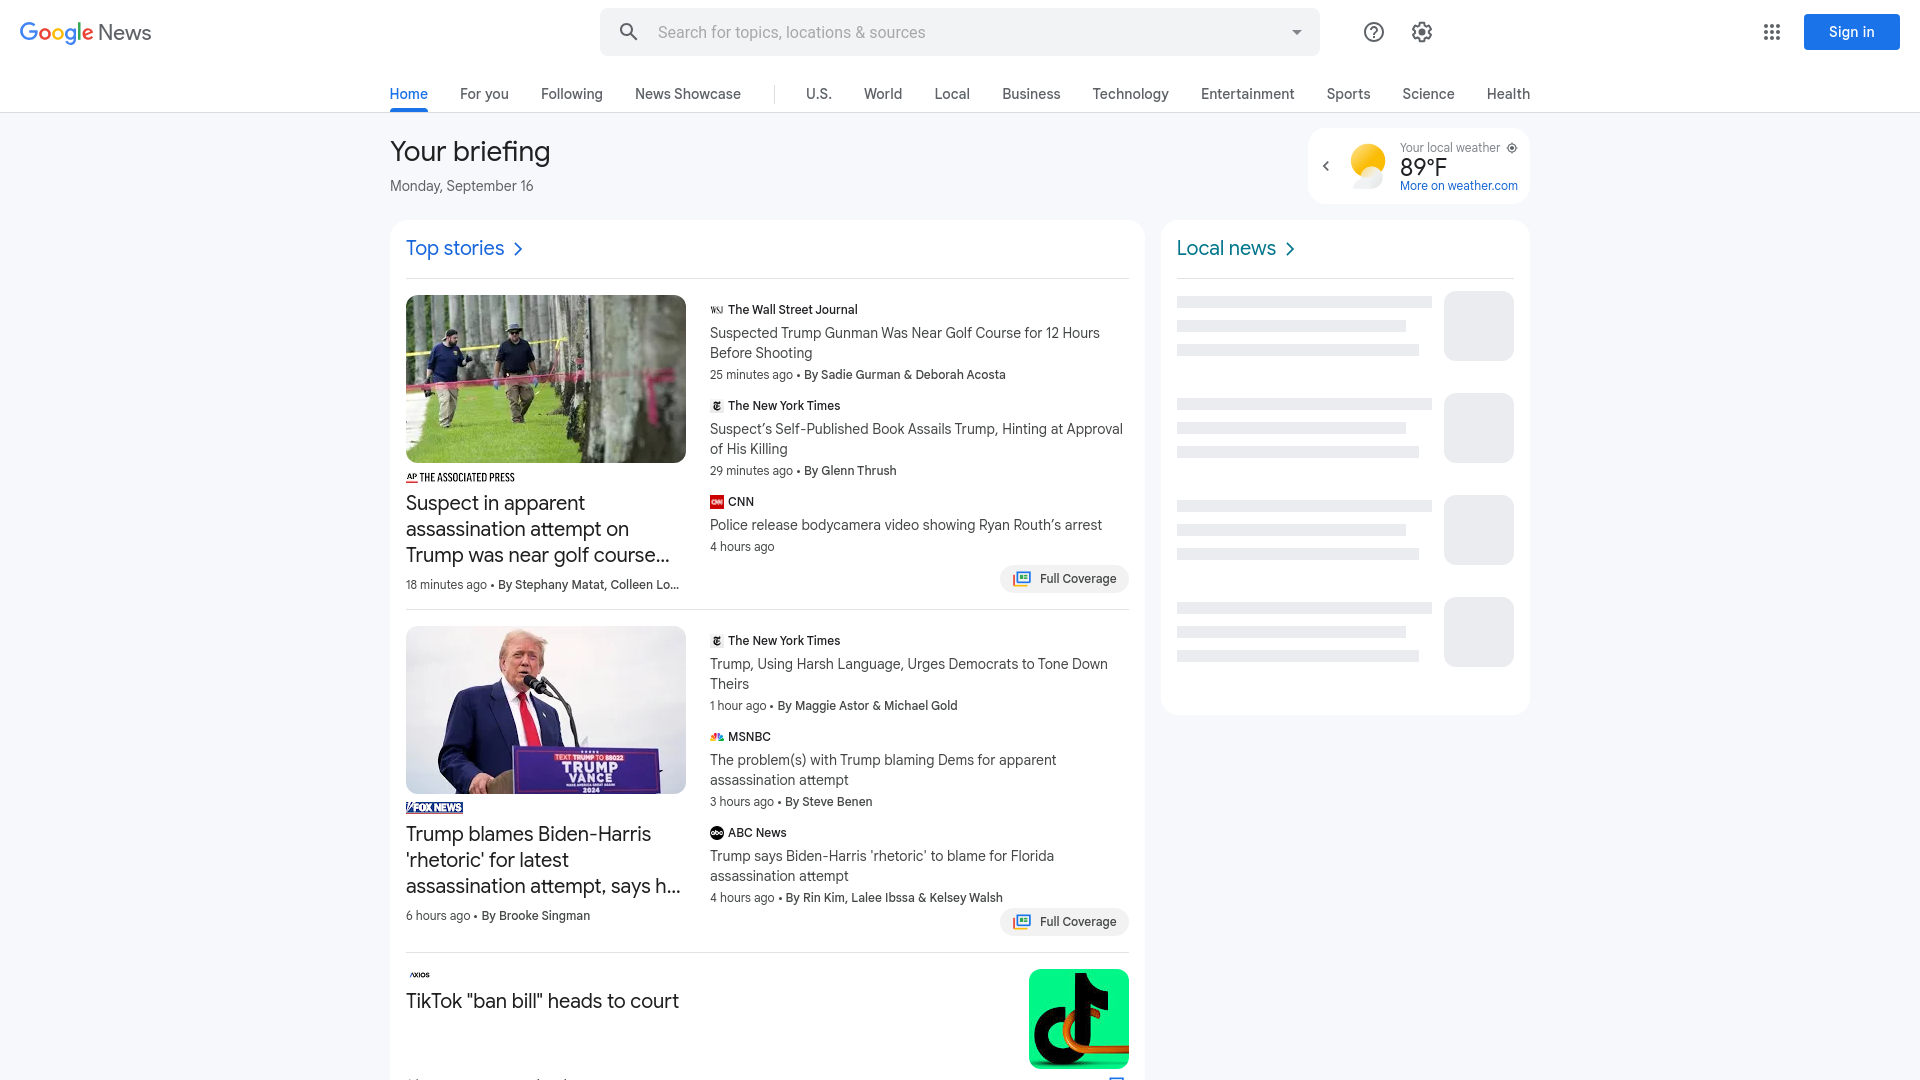 Google News
Search for topics, locations & sources
Sign in
Home
For you
Following
News Showcase
U.S.
World
Local
Business
Technology
Entertainment
Sports
Science
Health
Your briefing
Monday, September 16
Your local weather
89°F
More on weather.com
Top stories
AP THE ASSOCIATED PRESS
Suspect in apparent
assassination attempt on
Trump was near golf course...
18 minutes ago • By Stephany Matat, Colleen Lo...
WSJ The Wall Street Journal
Suspected Trump Gunman Was Near Golf Course for 12 Hours
Before Shooting
25 minutes ago • By Sadie Gurman & Deborah Acosta
The New York Times
Suspect’s Self-Published Book Assails Trump, Hinting at Approval
of His Killing
29 minutes ago • By Glenn Thrush
CNN CNN
Police release bodycamera video showing Ryan Routh’s arrest
4 hours ago
Full Coverage
TEXT TRUMP TO 88022
TRUMP
VANCE
MAKE AMERICA GREAT AGAIN!
2024
FOX NEWS
Trump blames Biden-Harris
'rhetoric' for latest
assassination attempt, says h...
6 hours ago • By Brooke Singman
The New York Times
Trump, Using Harsh Language, Urges Democrats to Tone Down
Theirs
1 hour ago • By Maggie Astor & Michael Gold
MSNBC
The problem(s) with Trump blaming Dems for apparent
assassination attempt
3 hours ago • By Steve Benen
abc ABC News
Trump says Biden-Harris 'rhetoric' to blame for Florida
assassination attempt
4 hours ago • By Rin Kim, Lalee Ibssa & Kelsey Walsh
Full Coverage
AXIOS
TikTok "ban bill" heads to court
Local news